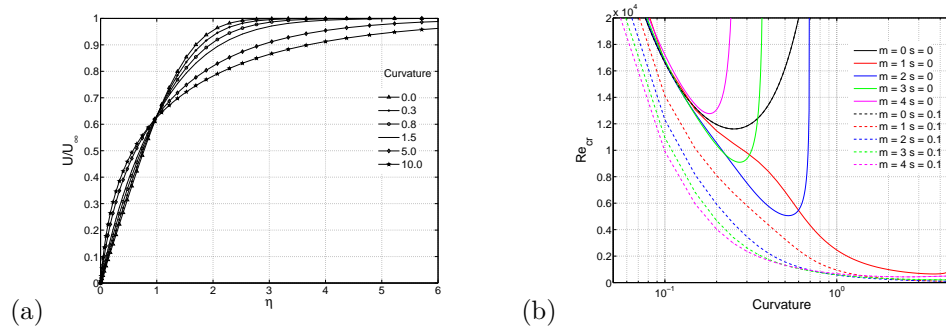 (a)
U/U∞
1
0.9
0.8
0.7
0.6
0.5
0.4
0.3
0.2
0.1
0
0 1 2 3 4 5 6
η
Curvature
0.0
0.3
0.8
1.5
5.0
10.0
(b)
Re_cr
x 10^4
2
1.8
1.6
1.4
1.2
1
0.8
0.6
0.4
0.2
0
10^-1 10^0
Curvature
m = 0 s = 0
m = 1 s = 0
m = 2 s = 0
m = 3 s = 0
m = 4 s = 0
m = 0 s = 0.1
m = 1 s = 0.1
m = 2 s = 0.1
m = 3 s = 0.1
m = 4 s = 0.1